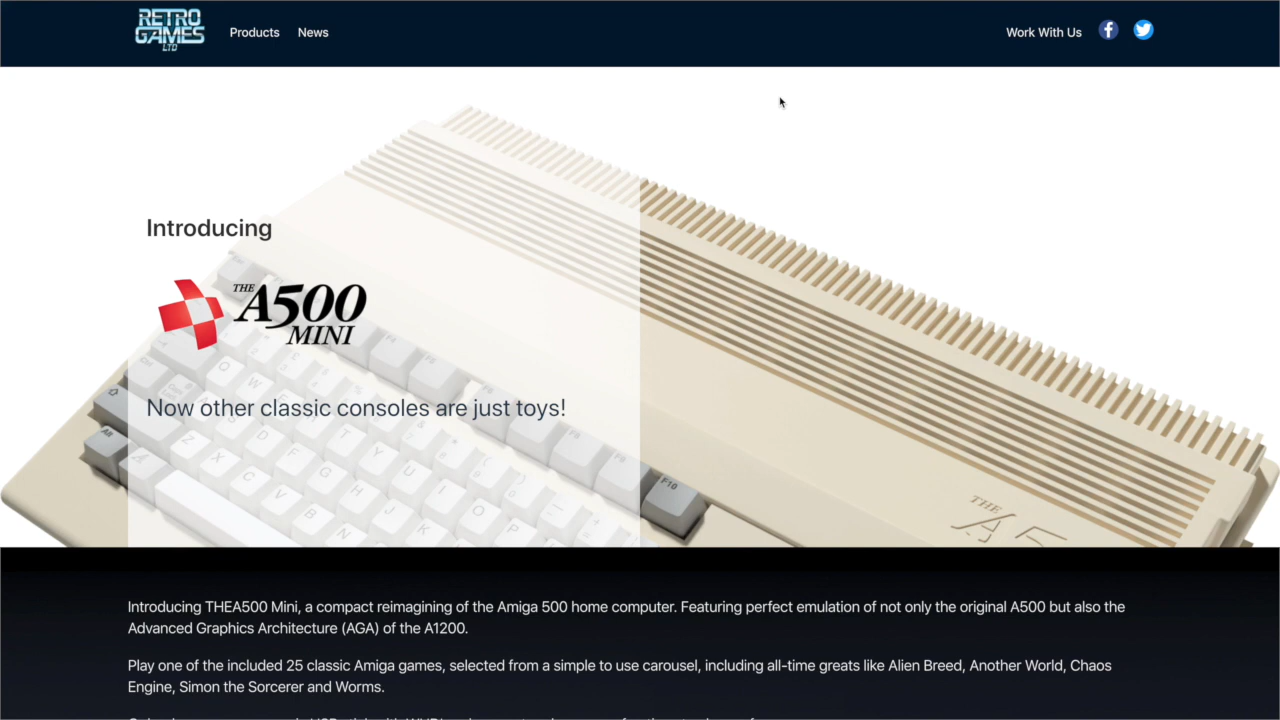 RETRO
GAMES
LTD
Products
News
Work With Us
Introducing
THE
A500
MINI
Now other classic consoles are just toys!
F10
THE
Introducing THEA500 Mini, a compact reimagining of the Amiga 500 home computer. Featuring perfect emulation of not only the original A500 but also the
Advanced Graphics Architecture (AGA) of the A1200.
Play one of the included 25 classic Amiga games, selected from a simple to use carousel, including all-time greats like Alien Breed, Another World, Chaos
Engine, Simon the Sorcerer and Worms.